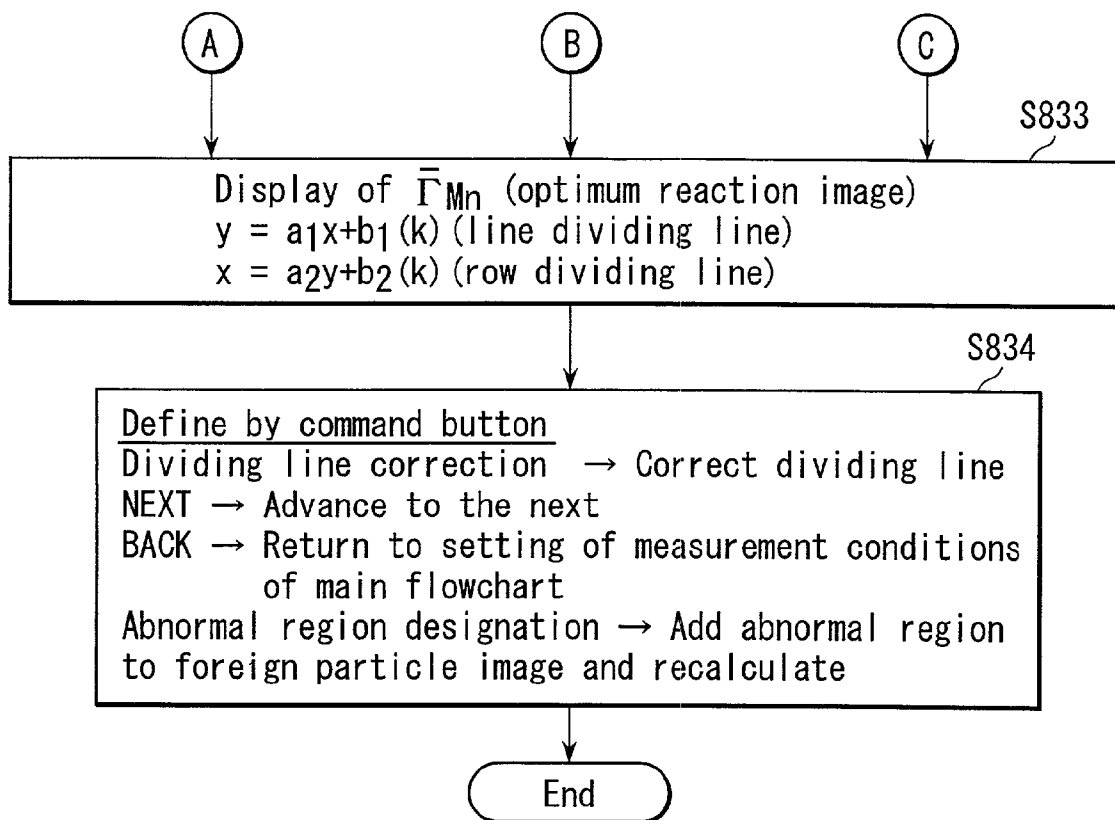 A B C
S833
Display of Γ̄Mn (optimum reaction image)
y = a1x+b1(k) (line dividing line)
x = a2y+b2(k) (row dividing line)
S834
Define by command button
Dividing line correction → Correct dividing line
NEXT → Advance to the next
BACK → Return to setting of measurement conditions
of main flowchart
Abnormal region designation → Add abnormal region
to foreign particle image and recalculate
End